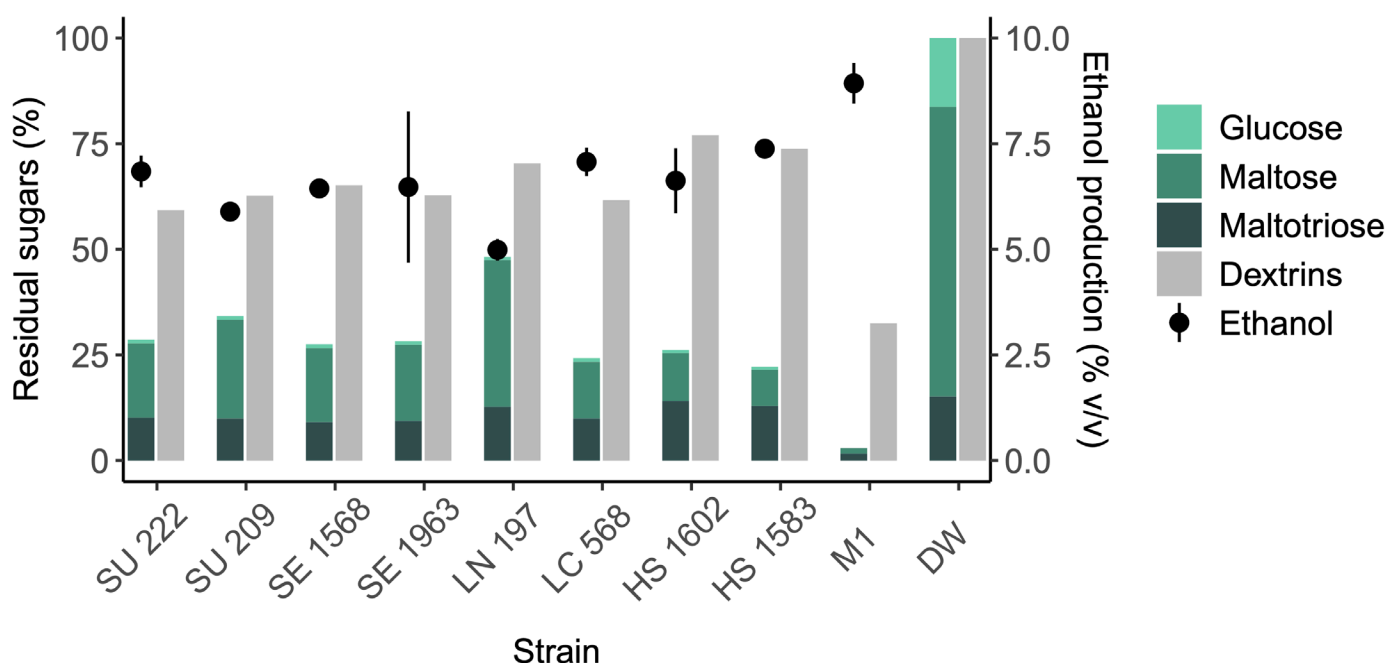 Residual sugars (%)
100
75
50
25
0
10.0
7.5
5.0
2.5
0.0
Ethanol production (% v/v)
SU 222
SU 209
SE 1568
SE 1963
LN 197
LC 568
HS 1602
HS 1583
M1
DW
Strain
Glucose
Maltose
Maltotriose
Dextrins
Ethanol